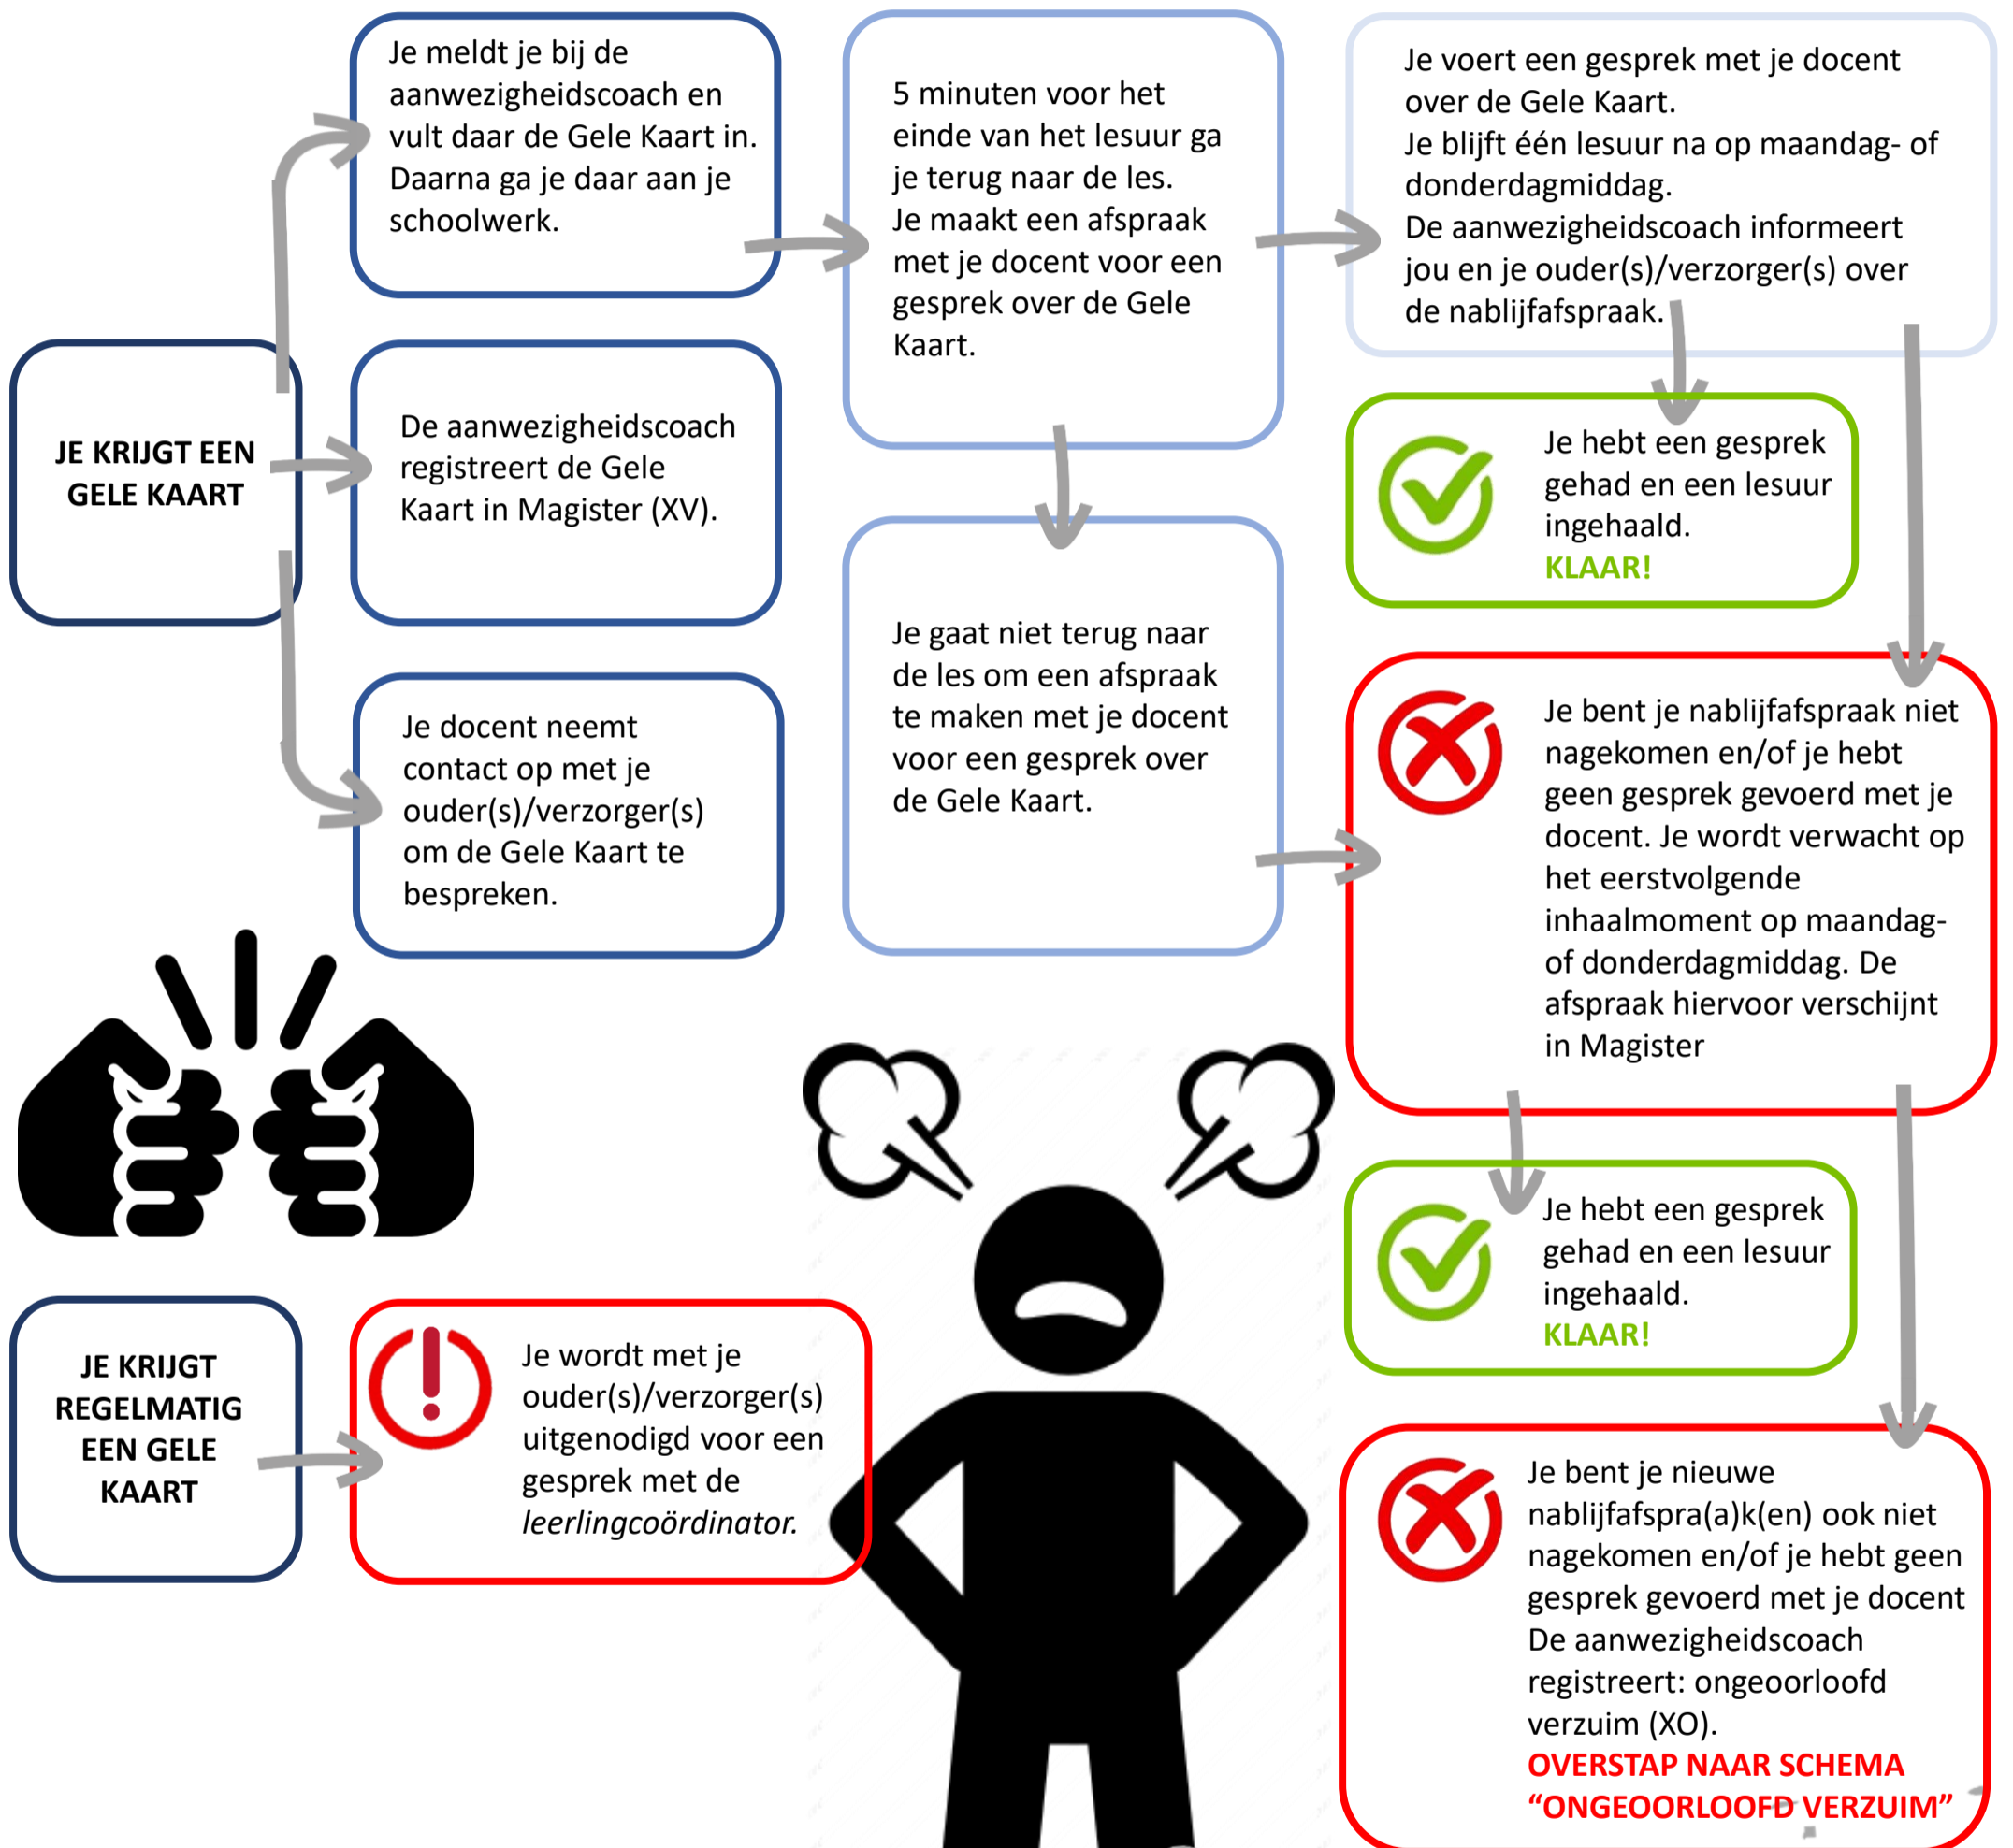 JE KRIJGT EEN
GELE KAART
Je meldt je bij de
aanwezigheidscoach en
vult daar de Gele Kaart in.
Daarna ga je daar aan je
schoolwerk.
De aanwezigheidscoach
registreert de Gele
Kaart in Magister (XV).
Je docent neemt
contact op met je
ouder(s)/verzorger(s)
om de Gele Kaart te
bespreken.
5 minuten voor het
einde van het lesuur ga
je terug naar de les.
Je maakt een afspraak
met je docent voor een
gesprek over de Gele
Kaart.
Je gaat niet terug naar
de les om een afspraak
te maken met je docent
voor een gesprek over
de Gele Kaart.
Je voert een gesprek met je docent
over de Gele Kaart.
Je blijft één lesuur na op maandag- of
donderdagmiddag.
De aanwezigheidscoach informeert
jou en je ouder(s)/verzorger(s) over
de nablijfafspraak.
Je hebt een gesprek
gehad en een lesuur
ingehaald.
KLAAR!
Je bent je nablijfafspraak niet
nagekomen en/of je hebt
geen gesprek gevoerd met je
docent. Je wordt verwacht op
het eerstvolgende
inhaalmoment op maandag-
of donderdagmiddag. De
afspraak hiervoor verschijnt
in Magister
Je hebt een gesprek
gehad en een lesuur
ingehaald.
KLAAR!
Je bent je nieuwe
nablijfafspra(a)k(en) ook niet
nagekomen en/of je hebt geen
gesprek gevoerd met je docent
De aanwezigheidscoach
registreert: ongeoorloofd
verzuim (XO).
OVERSTAP NAAR SCHEMA
“ONGEOORLOOFD VERZUIM”
JE KRIJGT
REGELMATIG
EEN GELE
KAART
Je wordt met je
ouder(s)/verzorger(s)
uitgenodigd voor een
gesprek met de
leerlingcoördinator.